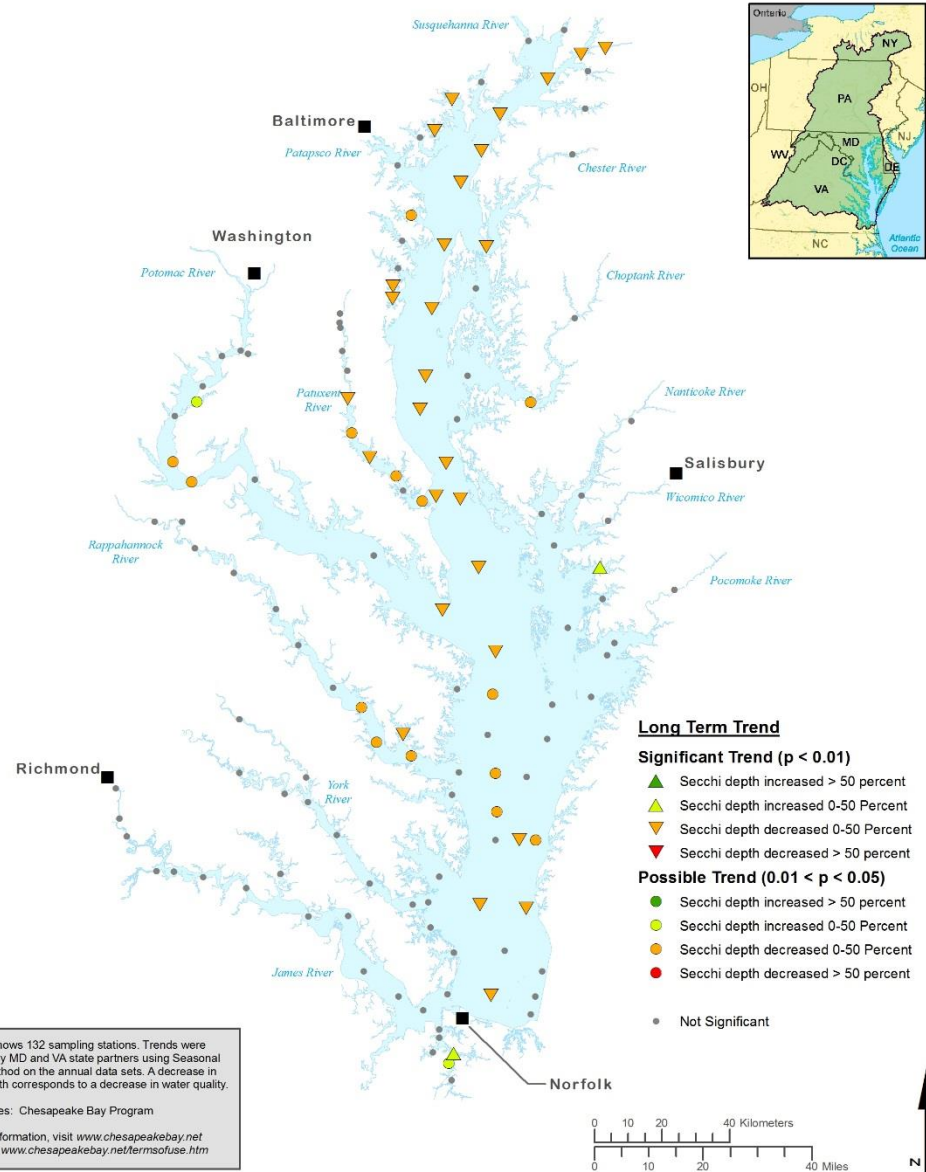 Susquehanna River
Baltimore
Patapsco River
Chester River
Washington
Potomac River
Choptank River
Patuxent
River
Nanticoke River
Salisbury
Wicomico River
Rappahannock
River
Pocomoke River
Richmond
York
River
James River
Norfolk
Ontario
NY
OH
PA
NJ
MD
WV
DC
DE
VA
NC
Atlantic
Ocean
Long Term Trend
Significant Trend (p < 0.01)
Secchi depth increased > 50 percent
Secchi depth increased 0-50 Percent
Secchi depth decreased 0-50 Percent
Secchi depth decreased > 50 percent
Possible Trend (0.01 < p < 0.05)
Secchi depth increased > 50 percent
Secchi depth increased 0-50 Percent
Secchi depth decreased 0-50 Percent
Secchi depth decreased > 50 percent
Not Significant
132 sampling stations. Trends were
MD and VA state partners using Seasonal
on the annual data sets. A decrease in
corresponds to a decrease in water quality.
Chesapeake Bay Program
visit www.chesapeakebay.net
www.chesapeakebay.net/termsofuse.htm
0 10 20 40 Kilometers
0 10 20 40 Miles
N